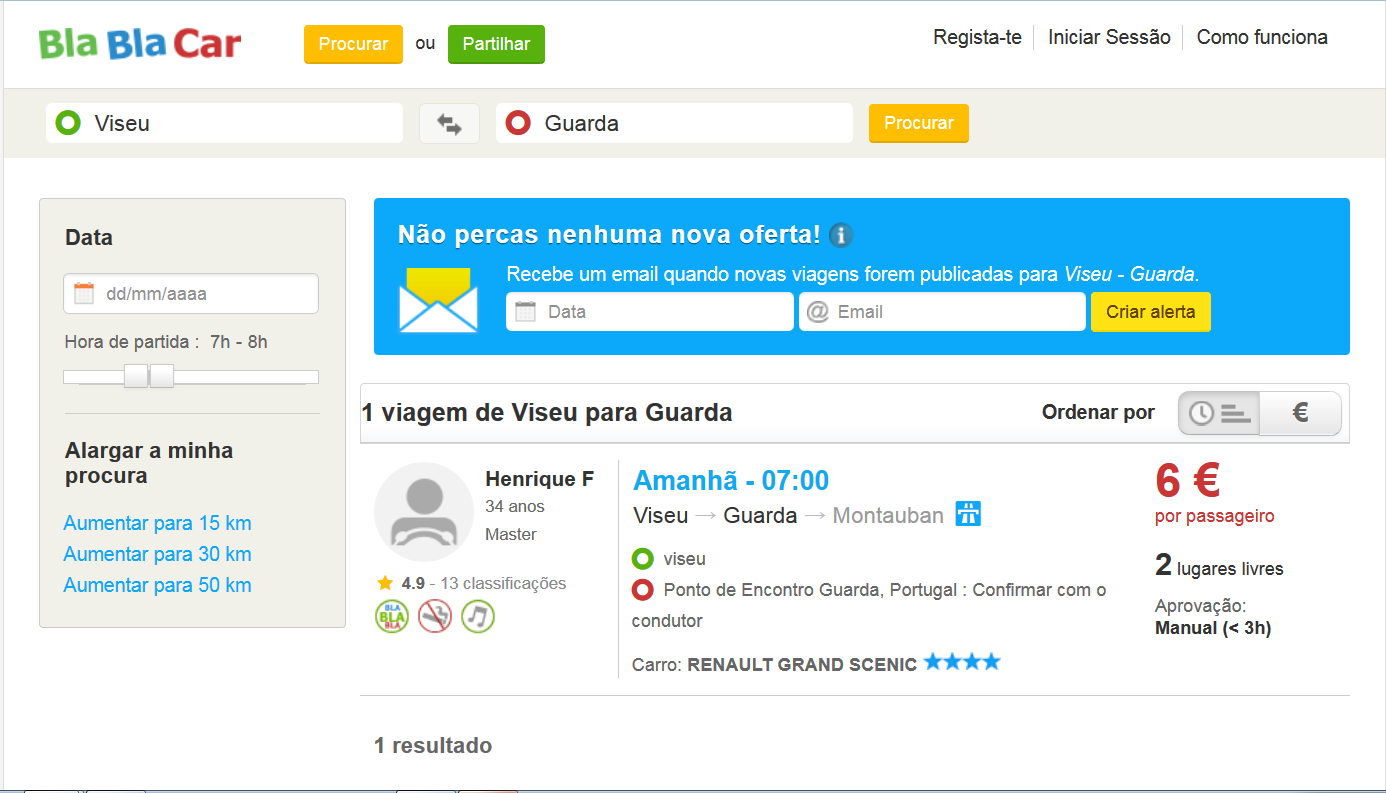 Bla Bla Car
Procurar ou Partilhar
Regista-te Iniciar Sessão Como funciona
Viseu Guarda Procurar
Data
dd/mm/aaaa
Hora de partida : 7h - 8h
Alargar a minha
procura
Aumentar para 15 km
Aumentar para 30 km
Aumentar para 50 km
Não percas nenhuma nova oferta! i
Recebe um email quando novas viagens forem publicadas para Viseu - Guarda.
Data @ Email Criar alerta
1 viagem de Viseu para Guarda Ordenar por €
Henrique F
34 anos
Master
4.9 - 13 classificações
BLA
BLA
BLA
Amanhã - 07:00
Viseu → Guarda → Montauban
viseu
Ponto de Encontro Guarda, Portugal : Confirmar com o
condutor
Carro: RENAULT GRAND SCENIC
6 €
por passageiro
2 lugares livres
Aprovação:
Manual (< 3h)
1 resultado